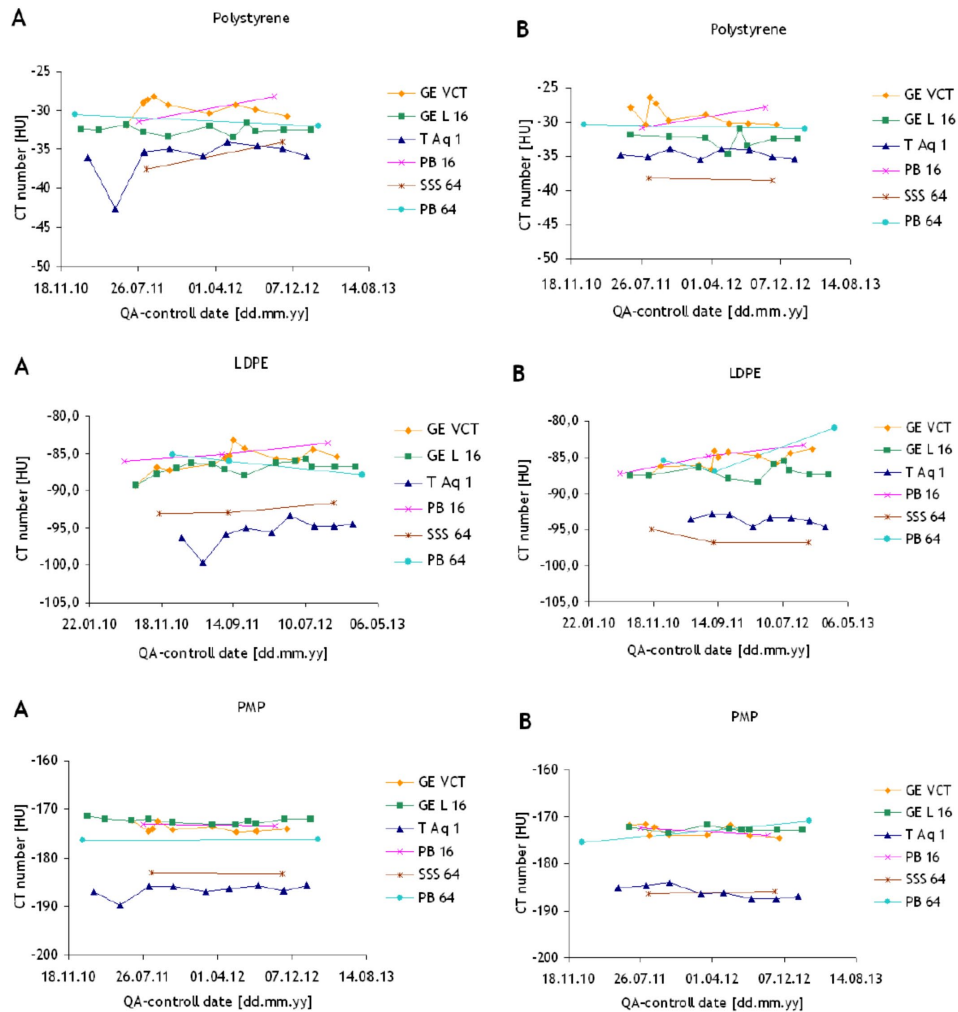 A
Polystyrene
-25
-30
-35
-40
-45
-50
CT number [HU]
18.11.10 26.07.11 01.04.12 07.12.12 14.08.13
QA-controll date [dd.mm.yy]
GE VCT
GE L 16
T Aq 1
PB 16
SSS 64
PB 64
B
Polystyrene
-25
-30
-35
-40
-45
-50
CT number [HU]
18.11.10 26.07.11 01.04.12 07.12.12 14.08.13
QA-controll date [dd.mm.yy]
GE VCT
GE L 16
T Aq 1
PB 16
SSS 64
PB 64
A
LDPE
-80,0
-85,0
-90,0
-95,0
-100,0
-105,0
CT number [HU]
22.01.10 18.11.10 14.09.11 10.07.12 06.05.13
QA-controll date [dd.mm.yy]
GE VCT
GE L 16
T Aq 1
PB 16
SSS 64
PB 64
B
LDPE
-80,0
-85,0
-90,0
-95,0
-100,0
-105,0
CT number [HU]
22.01.10 18.11.10 14.09.11 10.07.12 06.05.13
QA-controll date [dd.mm.yy]
GE VCT
GE L 16
T Aq 1
PB 16
SSS 64
PB 64
A
PMP
-160
-170
-180
-190
-200
CT number [HU]
18.11.10 26.07.11 01.04.12 07.12.12 14.08.13
QA-controll date [dd.mm.yy]
GE VCT
GE L 16
T Aq 1
PB 16
SSS 64
PB 64
B
PMP
-160
-170
-180
-190
-200
CT number [HU]
18.11.10 26.07.11 01.04.12 07.12.12 14.08.13
QA-controll date [dd.mm.yy]
GE VCT
GE L 16
T Aq 1
PB 16
SSS 64
PB 64